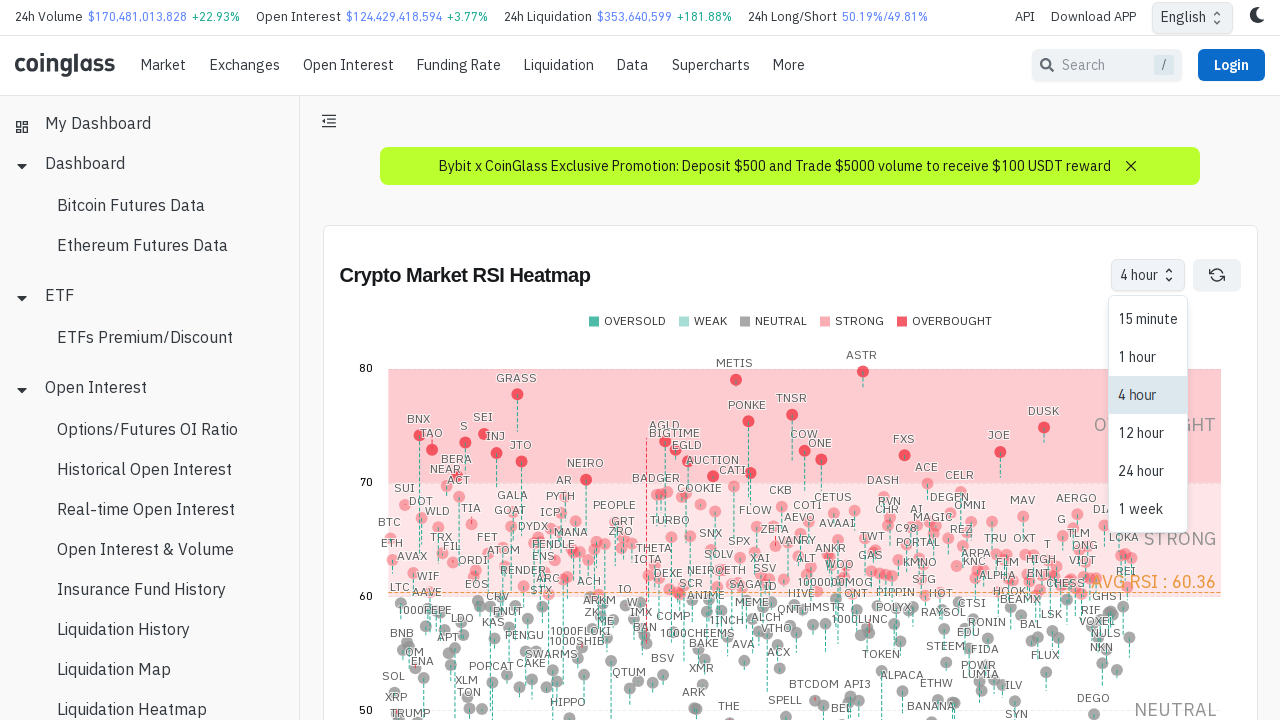 24h Volume $170,481,013,828 +22.93% Open Interest $124,429,418,594 +3.77% 24h Liquidation $353,640,599 +181.88% 24h Long/Short 50.19%/49.81% API Download APP English
coinglass Market Exchanges Open Interest Funding Rate Liquidation Data Supercharts More Search / Login
My Dashboard
Dashboard
Bitcoin Futures Data
Ethereum Futures Data
ETF
ETFs Premium/Discount
Open Interest
Options/Futures OI Ratio
Historical Open Interest
Real-time Open Interest
Open Interest & Volume
Insurance Fund History
Liquidation History
Liquidation Map
Liquidation Heatmap
Bybit x CoinGlass Exclusive Promotion: Deposit $500 and Trade $5000 volume to receive $100 USDT reward
Crypto Market RSI Heatmap
4 hour
15 minute
1 hour
4 hour
12 hour
24 hour
1 week
OVERSOLD WEAK NEUTRAL STRONG OVERBOUGHT
80
METIS ASTR
GRASS
PONKE TNSR
BNX TAO S SEI INJ JTO
AGLD BIGTIME EGLD
COW ONE FXS JOE DUSK
BERA NEAR ACT NEIRO AUCTION CATI ACE CELR
70
SUI DOT WLD TIA GALA GOAT AR PYTH ICP PEOPLE
BADGER COOKIE TURBO CKB FLOW COTI CETUS DASH
RVN CHR AI MAGIC DEGEN OMNI MAV AERGO
BTC ETH TRX FIL FET DYDX MANA GRT ZRO SNX
ZETA AEVO AVAAI C98 REZ TRU OXT T TLM LOKA
AVAX ORDI ATOM PENDLE ENS THETA IOTA SOLV SPX
VANRY ANKR TWT PORTAL ARPA FLM HIGH ONG VIDT
STRONG
LTC WIF AAVE EOS RENDER ARC STX ACH IO DEXE SCR
XAI SSV ALT WOO GAS KMNO STG KNC ALPHA BNT CHESS REI
AVG RSI : 60.36
60
1000PEPE CRV ARKM ZK ME IMX ANIME MEME
HIVE HMSTR ONT PIPPIN POLYX HOT RAYSOL CTSI HOOK BEAMX GHST
BNB LDO APT KAS PENGU 1000FLOKI 1000SHIB BAN COMP 1INCH
1000CHEEMS ALCH VTHO QNT 1000LUNC RONIN EDU BAL LSK RIF VOXEL NULS
OM ENA POPCAT CAKE SWARMS BSV BAKE AVA ACX TOKEN STEEM FIDA FLUX NKN
SOL XLM TON QTUM XMR ALPACA POWR LUMIA
XRP TRUMP HIPPO ARK THE SPELL BTCDOM API3 BEL ETHW BANANA ILV SYN DEGO
50
NEUTRAL